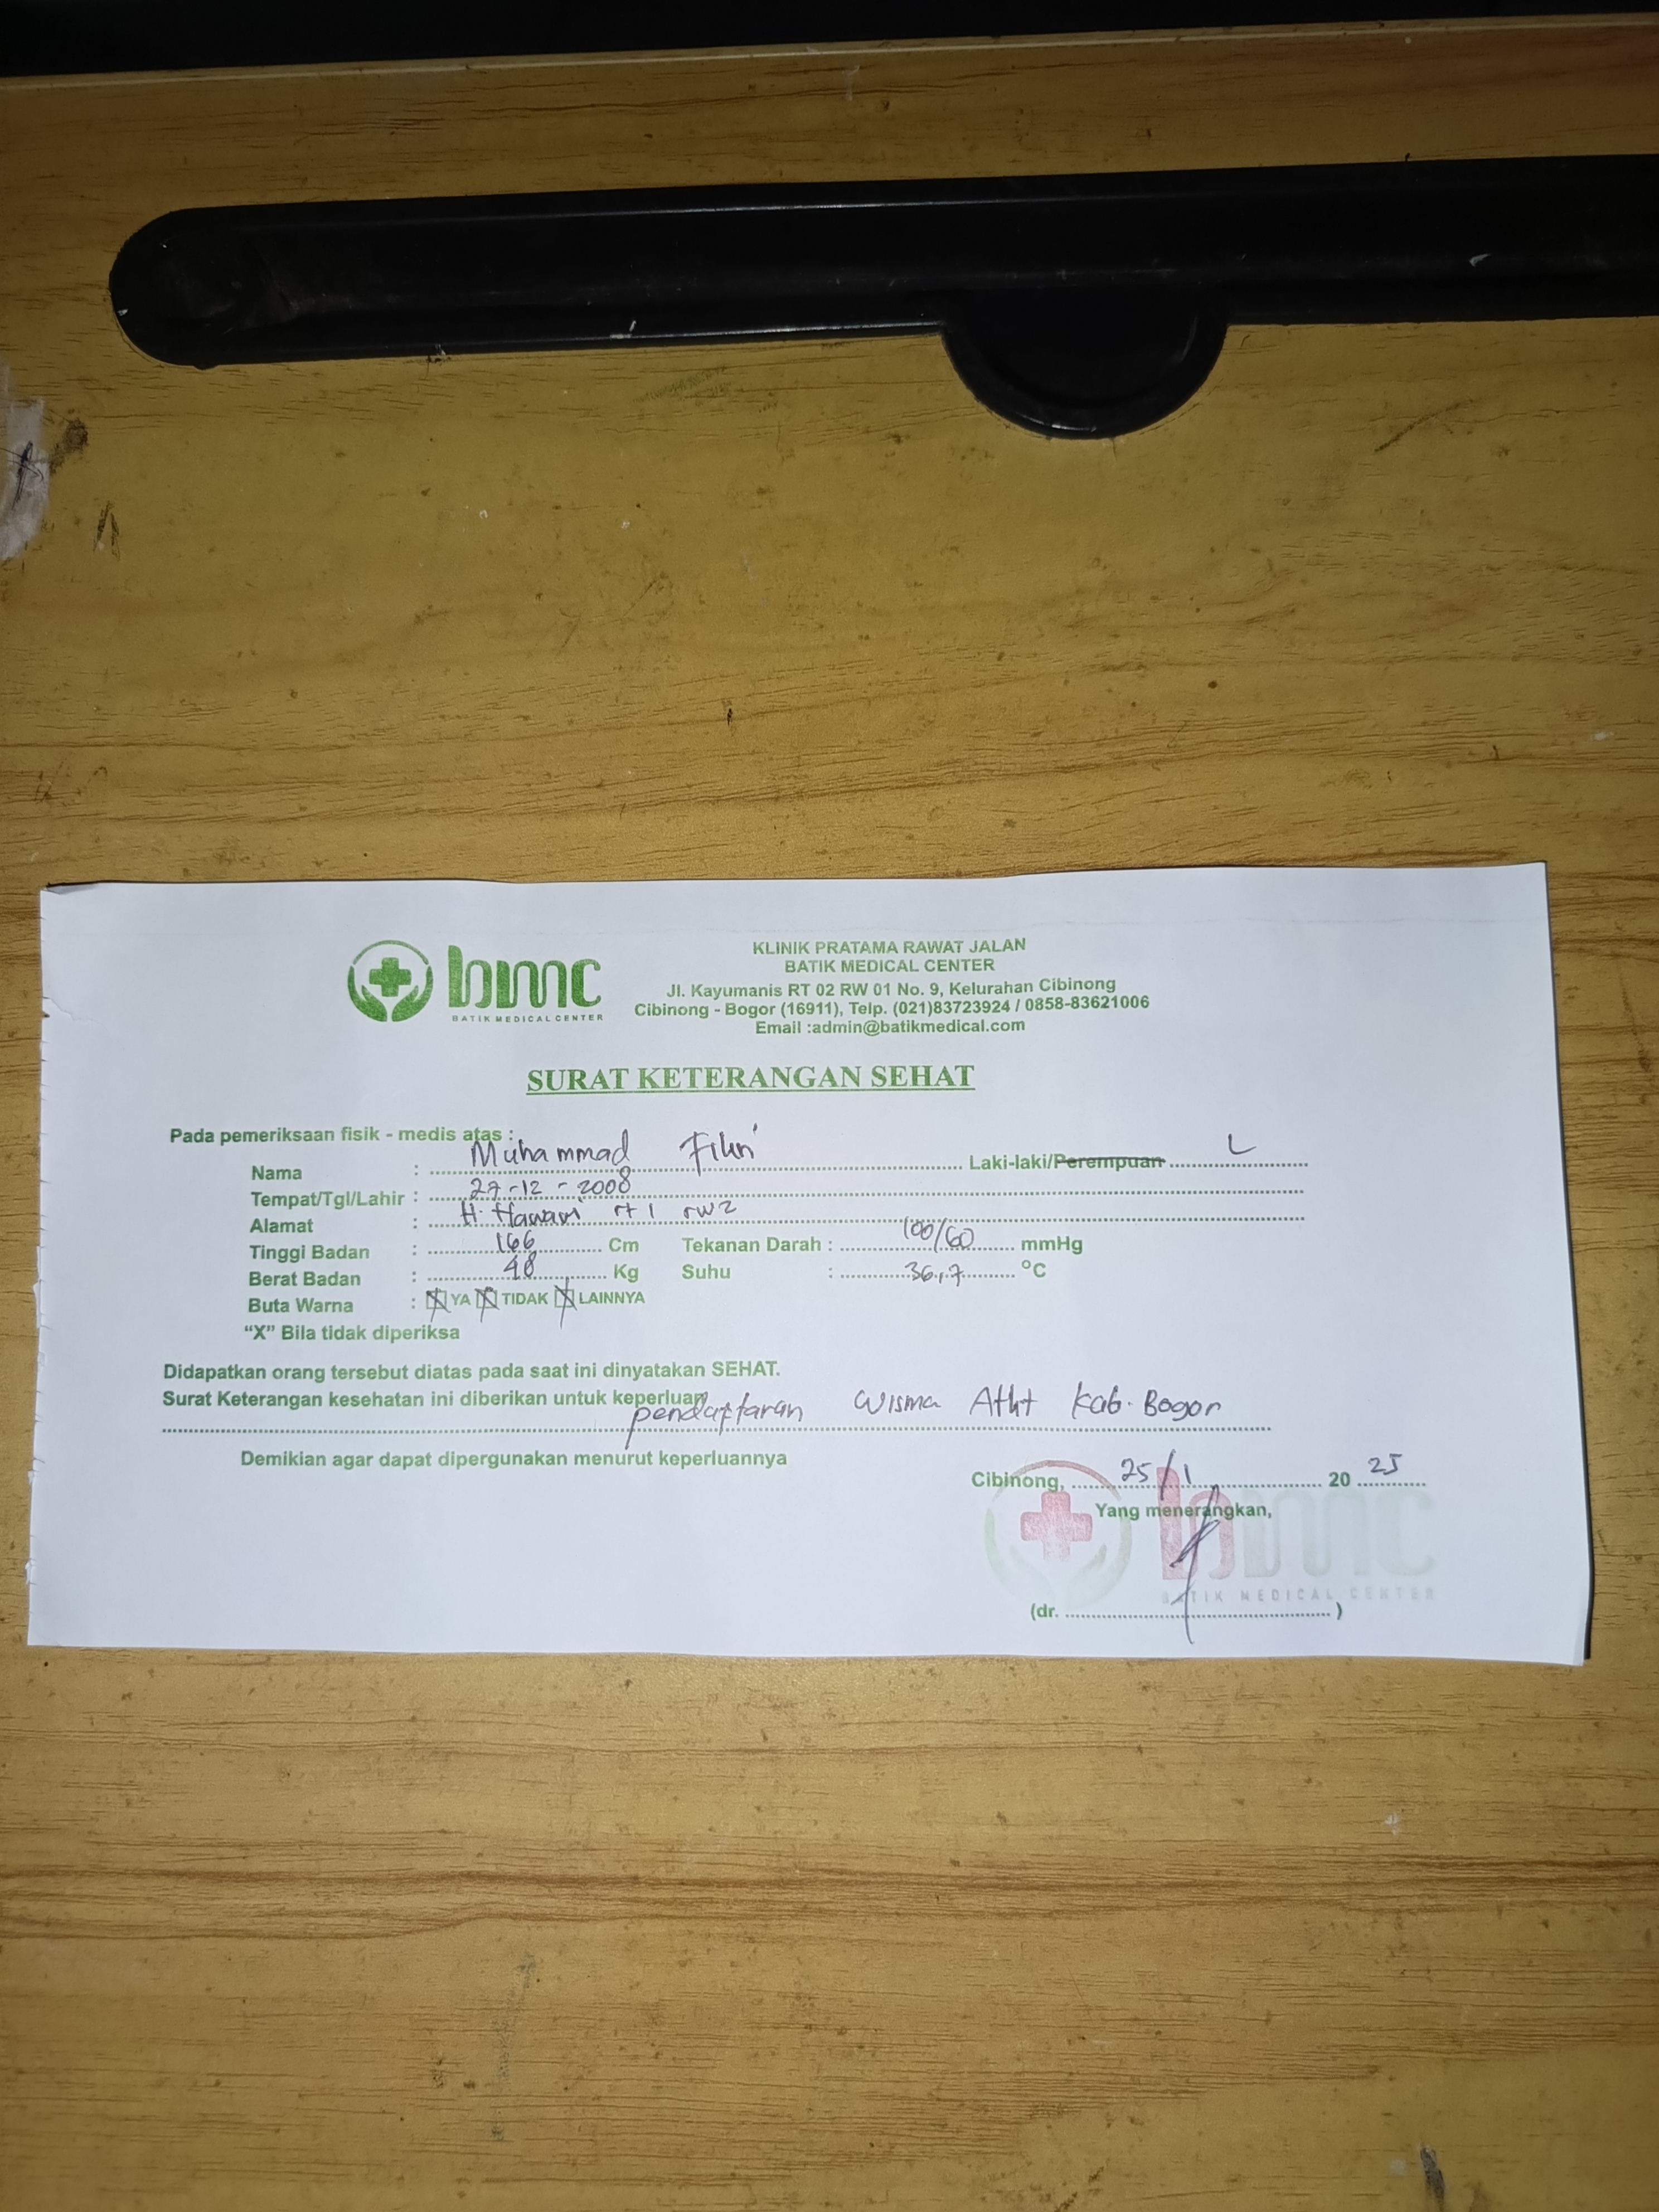 bmc
BATIK MEDICAL CENTER
KLINIK PRATAMA RAWAT JALAN
BATIK MEDICAL CENTER
Jl. Kayumanis RT 02 RW 01 No. 9, Kelurahan Cibinong
Cibinong - Bogor (16911), Telp. (021)83723924 / 0858-83621006
Email :admin@batikmedical.com
SURAT KETERANGAN SEHAT
Pada pemeriksaan fisik - medis atas :
Nama : Muhammad Fikri Laki-laki/Perempuan L
Tempat/Tgl/Lahir : 27-12-2008
Alamat : H. Hawawi rt 1 rw 2
Tinggi Badan : 166 Cm Tekanan Darah : 100/60 mmHg
Berat Badan : 48 Kg Suhu : 36,7 °C
Buta Warna : X YA X TIDAK X LAINNYA
“X” Bila tidak diperiksa
Didapatkan orang tersebut diatas pada saat ini dinyatakan SEHAT.
Surat Keterangan kesehatan ini diberikan untuk keperluan
pendaftaran Wisma Atlit Kab. Bogor
Demikian agar dapat dipergunakan menurut keperluannya
Cibinong, 25/1 20 25
Yang menerangkan,
bmc
BATIK MEDICAL CENTER
(dr. )